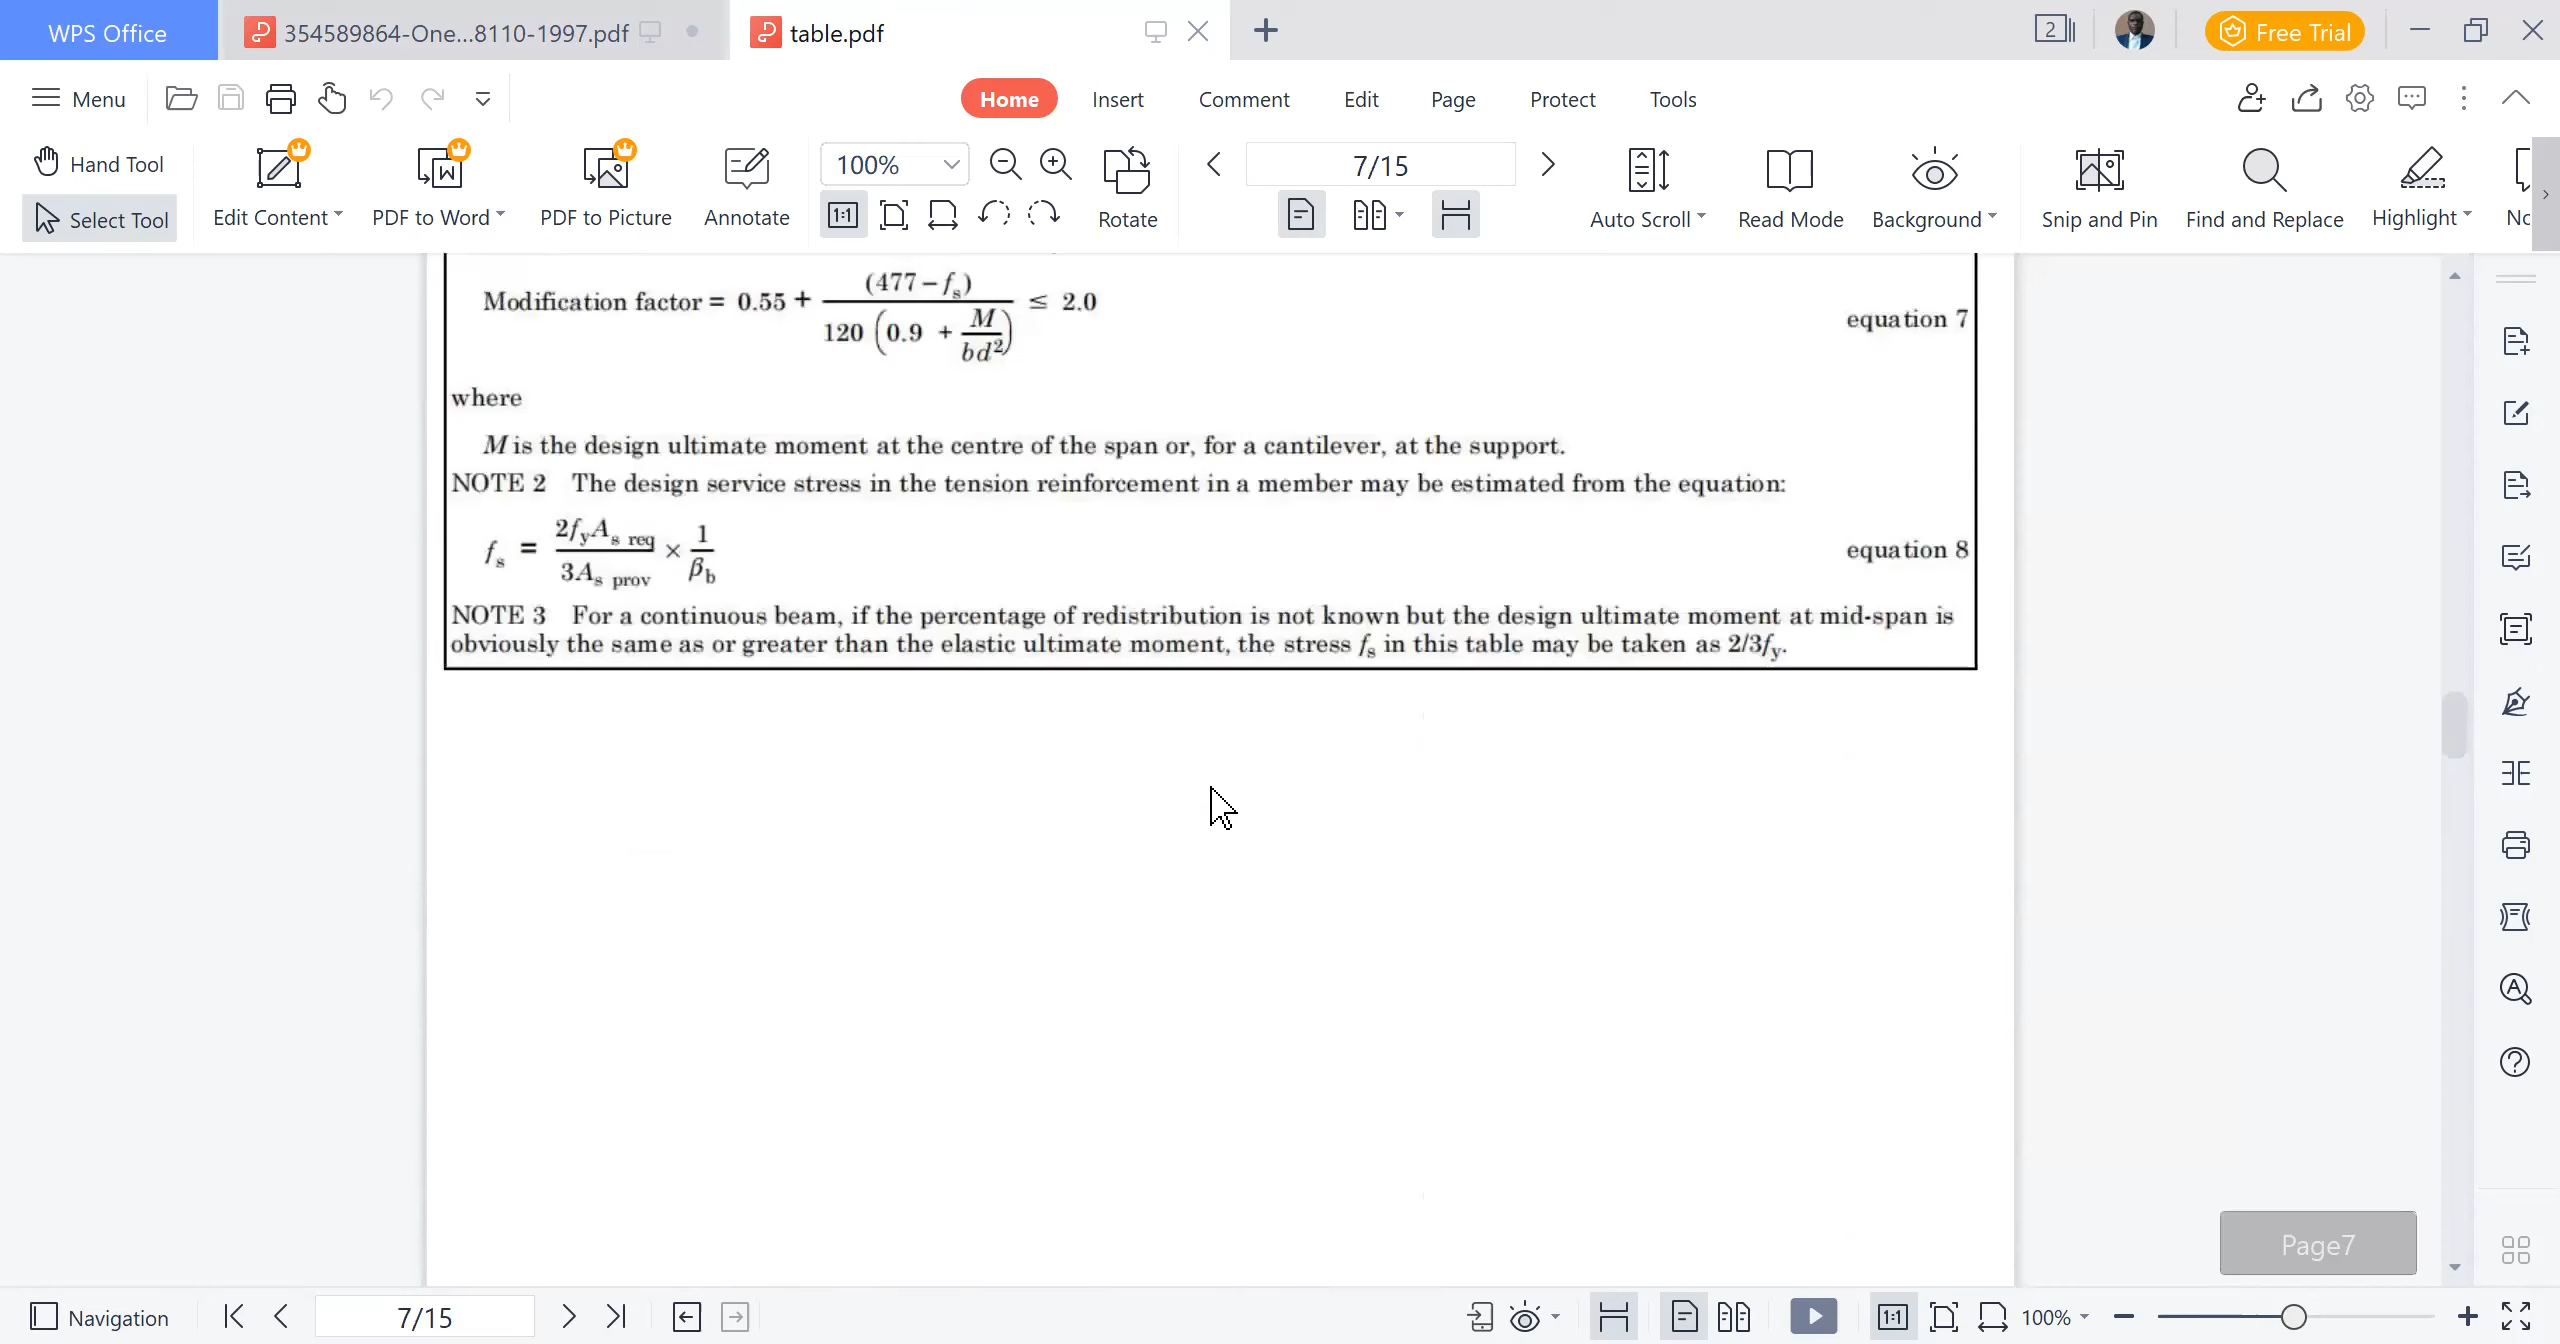 WPS Office
354589864-One...8110-1997.pdf
table.pdf
2
Free Trial
Menu
Home
Insert
Comment
Edit
Page
Protect
Tools
Hand Tool
Select Tool
Edit Content
PDF to Word
PDF to Picture
Annotate
100%
1:1
Rotate
7/15
Auto Scroll
Read Mode
Background
Snip and Pin
Find and Replace
Highlight
Modification factor = 0.55 + (477 – fs) / 120 (0.9 + M / bd²) ≤ 2.0
equation 7
where
M is the design ultimate moment at the centre of the span or, for a cantilever, at the support.
NOTE 2 The design service stress in the tension reinforcement in a member may be estimated from the equation:
fs = 2fyAs req / 3As prov × 1 / βb
equation 8
NOTE 3 For a continuous beam, if the percentage of redistribution is not known but the design ultimate moment at mid-span is
obviously the same as or greater than the elastic ultimate moment, the stress fs in this table may be taken as 2/3fy.
Page7
Navigation
7/15
1:1
100%